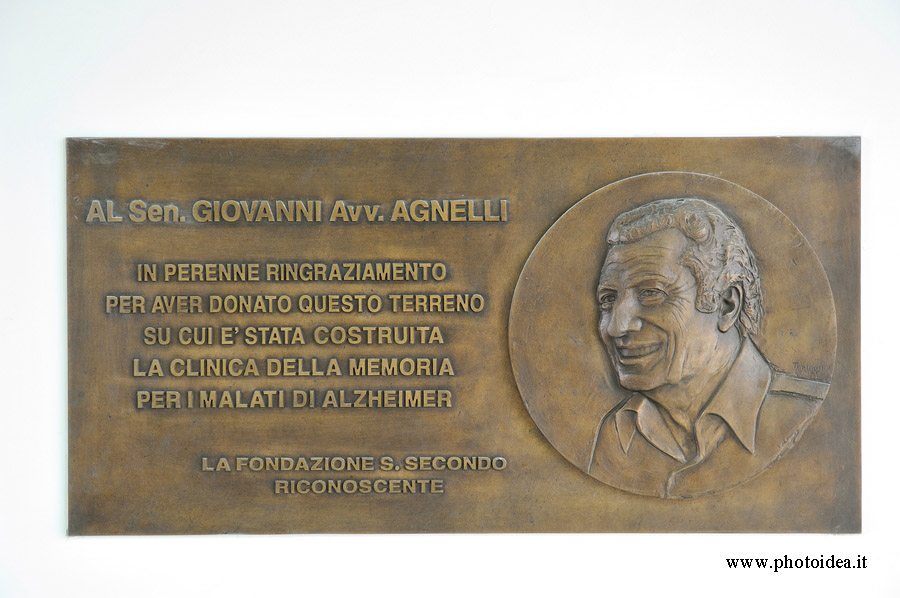 AL Sen. GIOVANNI Avv. AGNELLI
IN PERENNE RINGRAZIAMENTO
PER AVER DONATO QUESTO TERRENO
SU CUI E' STATA COSTRUITA
LA CLINICA DELLA MEMORIA
PER I MALATI DI ALZHEIMER
LA FONDAZIONE S. SECONDO
RICONOSCENTE
www.photoidea.it